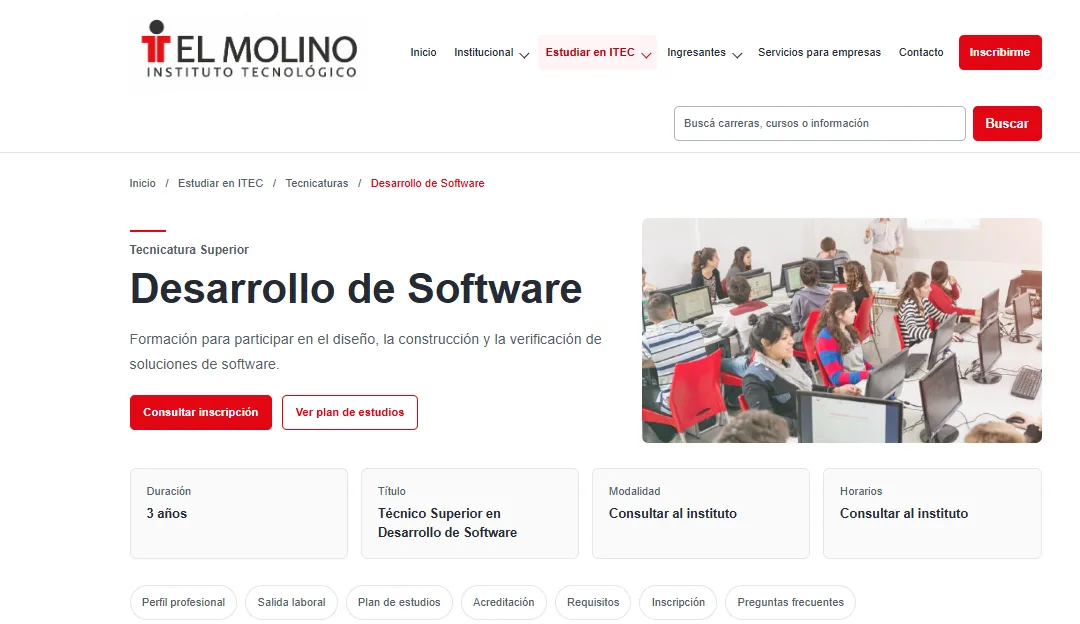 EL MOLINO
INSTITUTO TECNOLÓGICO
Inicio Institucional Estudiar en ITEC Ingresantes Servicios para empresas Contacto Inscribirme
Buscá carreras, cursos o información Buscar
Inicio / Estudiar en ITEC / Tecnicaturas / Desarrollo de Software
Tecnicatura Superior
Desarrollo de Software
Formación para participar en el diseño, la construcción y la verificación de
soluciones de software.
Consultar inscripción Ver plan de estudios
Duración
3 años
Título
Técnico Superior en
Desarrollo de Software
Modalidad
Consultar al instituto
Horarios
Consultar al instituto
Perfil profesional Salida laboral Plan de estudios Acreditación Requisitos Inscripción Preguntas frecuentes